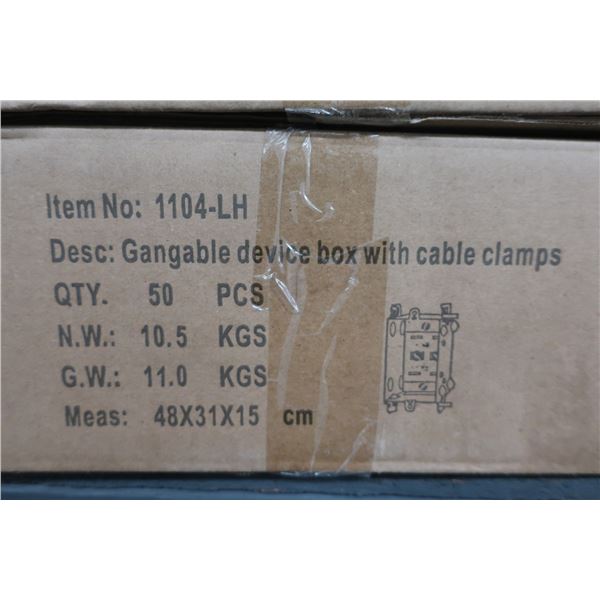 Item No: 1104-LH
Desc: Gangable device box with cable clamps
QTY. 50 PCS
N.W.: 10.5 KGS
G.W.: 11.0 KGS
Meas: 48X31X15 cm